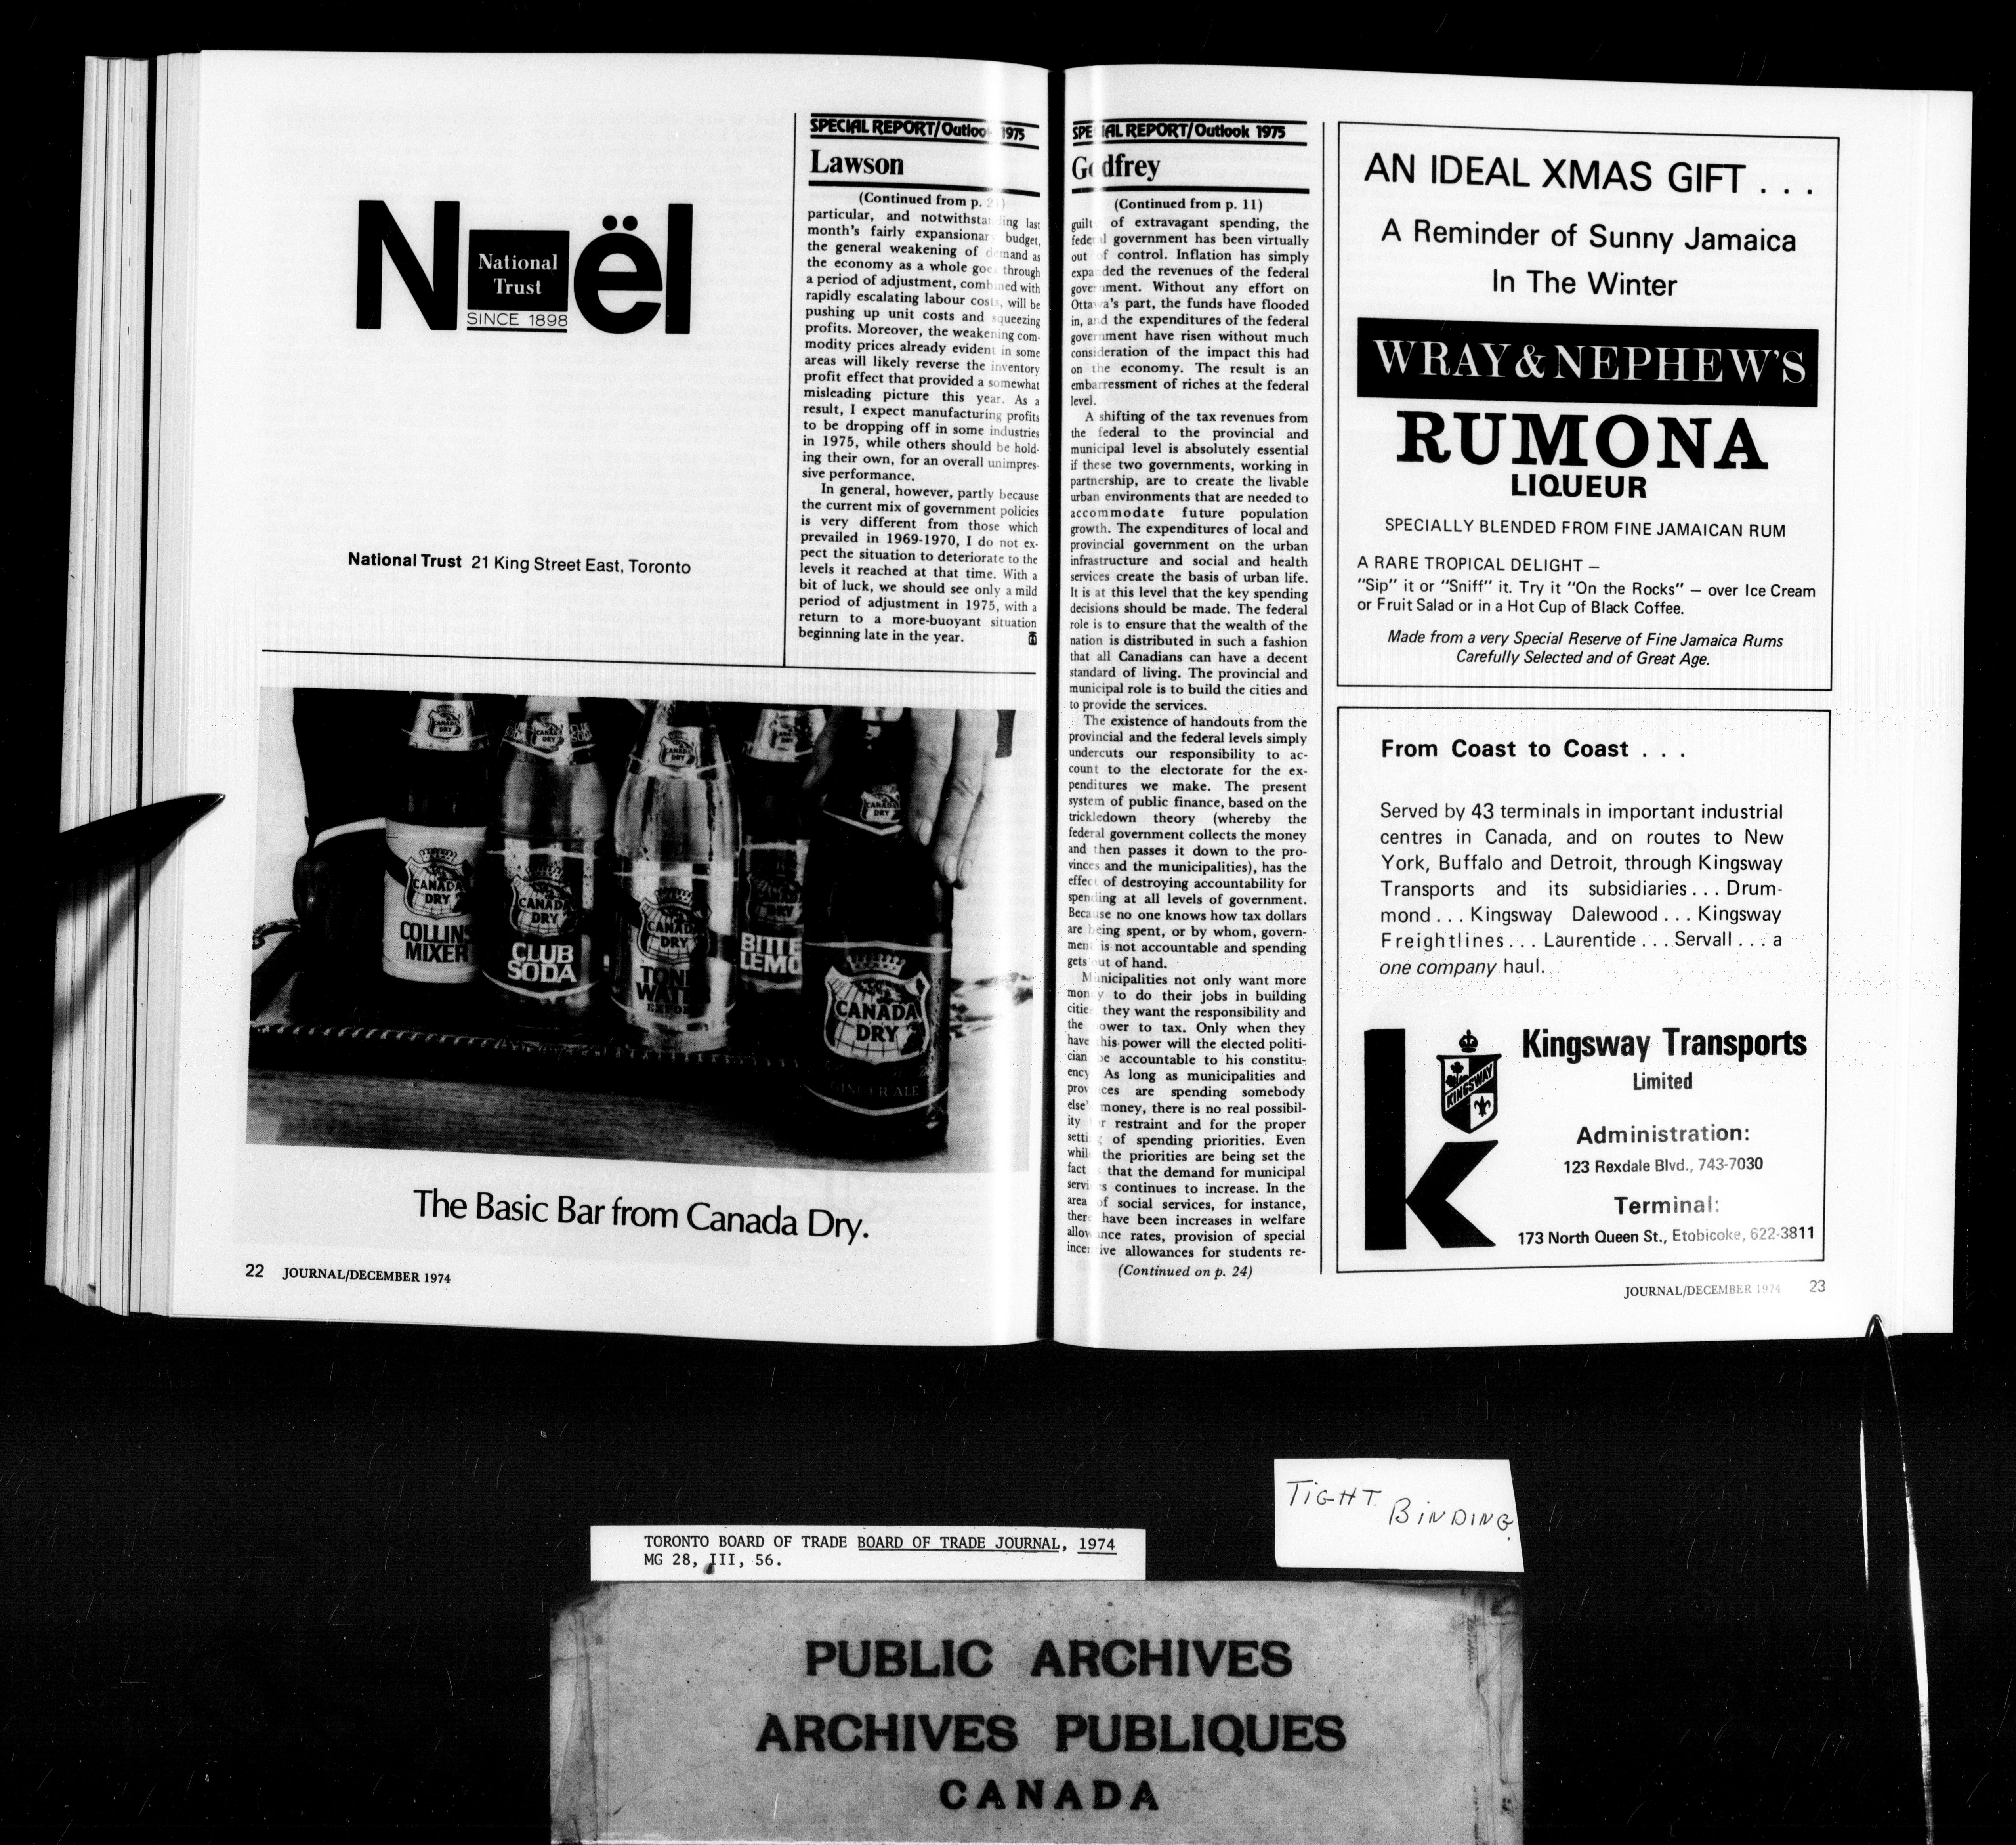 Noël
National
Trust
SINCE 1898
National Trust 21 King Street East, Toronto
SPECIAL REPORT/Outlook 1975
Lawson
(Continued from p.
particular, and notwithstanding last
month's fairly expansionary budget,
the general weakening of demand as
the economy as a whole goes through
a period of adjustment, combined with
rapidly escalating labour costs, will be
pushing up unit costs and squeezing
profits. Moreover, the weakening com-
modity prices already evident in some
areas will likely reverse the inventory
profit effect that provided a somewhat
misleading picture this year. As a
result, I expect manufacturing profits
to be dropping off in some industries
in 1975, while others should be hold-
ing their own, for an overall unimpres-
sive performance.
In general, however, partly because
the current mix of government policies
is very different from those which
prevailed in 1969-1970, I do not ex-
pect the situation to deteriorate to the
levels it reached at that time. With a
bit of luck, we should see only a mild
period of adjustment in 1975, with a
return to a more-buoyant situation
beginning late in the year.
CANADA
DRY
COLLINS
MIXER
CANADA
DRY
CLUB
SODA
CANADA
DRY
TONI
WATE
EXPOR
BITTE
LEMO
CANADA
DRY
GINGER ALE
The Basic Bar from Canada Dry.
22 JOURNAL/DECEMBER 1974
SPECIAL REPORT/Outlook 1975
Godfrey
(Continued from p. 11)
guilty of extravagant spending, the
federal government has been virtually
out of control. Inflation has simply
expanded the revenues of the federal
government. Without any effort on
Ottawa's part, the funds have flooded
in, and the expenditures of the federal
government have risen without much
consideration of the impact this had
on the economy. The result is an
embarressment of riches at the federal
level.
A shifting of the tax revenues from
the federal to the provincial and
municipal level is absolutely essential
if these two governments, working in
partnership, are to create the livable
urban environments that are needed to
accommodate future population
growth. The expenditures of local and
provincial government on the urban
infrastructure and social and health
services create the basis of urban life.
It is at this level that the key spending
decisions should be made. The federal
role is to ensure that the wealth of the
nation is distributed in such a fashion
that all Canadians can have a decent
standard of living. The provincial and
municipal role is to build the cities and
to provide the services.
The existence of handouts from the
provincial and the federal levels simply
undercuts our responsibility to ac-
count to the electorate for the ex-
penditures we make. The present
system of public finance, based on the
trickledown theory (whereby the
federal government collects the money
and then passes it down to the pro-
vinces and the municipalities), has the
effect of destroying accountability for
spending at all levels of government.
Because no one knows how tax dollars
are being spent, or by whom, govern-
ment is not accountable and spending
gets out of hand.
Municipalities not only want more
money to do their jobs in building
cities they want the responsibility and
the power to tax. Only when they
have this power will the elected politi-
cian be accountable to his constitu-
ency. As long as municipalities and
provinces are spending somebody
else's money, there is no real possibil-
ity for restraint and for the proper
setting of spending priorities. Even
while the priorities are being set the
fact is that the demand for municipal
services continues to increase. In the
area of social services, for instance,
there have been increases in welfare
allowance rates, provision of special
incentive allowances for students re-
(Continued on p. 24)
AN IDEAL XMAS GIFT . . .
A Reminder of Sunny Jamaica
In The Winter
WRAY & NEPHEW'S
RUMONA
LIQUEUR
SPECIALLY BLENDED FROM FINE JAMAICAN RUM
A RARE TROPICAL DELIGHT –
"Sip" it or "Sniff" it. Try it "On the Rocks" – over Ice Cream
or Fruit Salad or in a Hot Cup of Black Coffee.
Made from a very Special Reserve of Fine Jamaica Rums
Carefully Selected and of Great Age.
From Coast to Coast . . .
Served by 43 terminals in important industrial
centres in Canada, and on routes to New
York, Buffalo and Detroit, through Kingsway
Transports and its subsidiaries . . . Drum-
mond . . . Kingsway Dalewood . . . Kingsway
Freightlines . . . Laurentide . . . Servall . . . a
one company haul.
k
KINGSWAY
Kingsway Transports
Limited
Administration:
123 Rexdale Blvd., 743-7030
Terminal:
173 North Queen St., Etobicoke, 622-3811
JOURNAL/DECEMBER 1974 23
TIGHT BINDING.
TORONTO BOARD OF TRADE BOARD OF TRADE JOURNAL, 1974
MG 28, III, 56.
PUBLIC ARCHIVES
ARCHIVES PUBLIQUES
CANADA